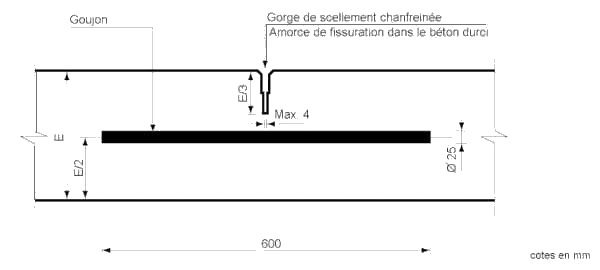 Goujon
Gorge de scellement chanfreinée
Amorce de fissuration dans le béton durci
E/3
Max. 4
E
E/2
Ø 25
600
cotes en mm